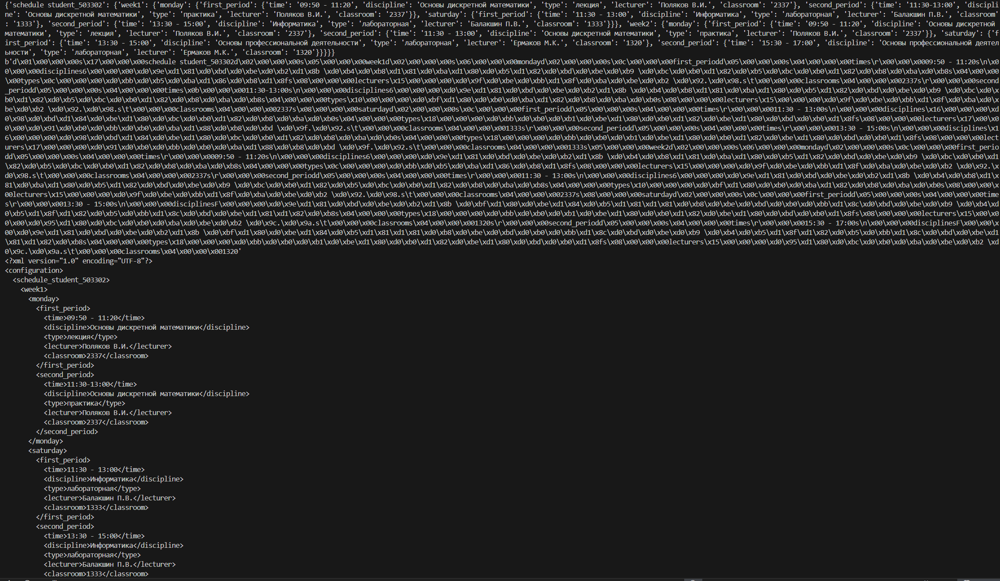 {'schedule student_503302': {'week1': {'monday': {'first_period': {'time': '09:50 - 11:20', 'discipline': 'Основы дискретной математики', 'type': 'лекция', 'lecturer': 'Поляков В.И.', 'classroom': '2337'}, 'second_period': {'time': '11:30-13:00', 'discipli
ne': 'Основы дискретной математики', 'type': 'практика', 'lecturer': 'Поляков В.И.', 'classroom': '2337'}}, 'saturday': {'first_period': {'time': '11:30 - 13:00', 'discipline': 'Информатика', 'type': 'лабораторная', 'lecturer': 'Балакшин П.В.', 'classroom'
: '1333'}, 'second_period': {'time': '13:30 - 15:00', 'discipline': 'Информатика', 'type': 'лабораторная', 'lecturer': 'Балакшин П.В.', 'classroom': '1333'}}}, 'week2': {'monday': {'first_period': {'time': '09:50 - 11:20', 'discipline': 'Основы дискретной
математики', 'type': 'лекция', 'lecturer': 'Поляков В.И.', 'classroom': '2337'}, 'second_period': {'time': '11:30 - 13:00', 'discipline': 'Основы дискретной математики', 'type': 'практика', 'lecturer': 'Поляков В.И.', 'classroom': '2337'}}, 'saturday': {'f
irst_period': {'time': '13:30 - 15:00', 'discipline': 'Основы профессиональной деятельности', 'type': 'лабораторная', 'lecturer': 'Ермаков М.К.', 'classroom': '1320'}, 'second_period': {'time': '15:30 - 17:00', 'discipline': 'Основы профессиональной деятел
ьности', 'type': 'лабораторная', 'lecturer': 'Ермаков М.К.', 'classroom': '1320'}}}}}
b'd\x01\x00\x00\x00s\x17\x00\x00\x00schedule student_503302d\x02\x00\x00\x00s\x05\x00\x00\x00week1d\x02\x00\x00\x00s\x06\x00\x00\x00mondayd\x02\x00\x00\x00s\x0c\x00\x00\x00first_periodd\x05\x00\x00\x00s\x04\x00\x00\x00times\r\x00\x00\x0009:50 - 11:20s\n\x0
0\x00\x00disciplines6\x00\x00\x00\xd0\x9e\xd1\x81\xd0\xbd\xd0\xbe\xd0\xb2\xd1\x8b \xd0\xb4\xd0\xb8\xd1\x81\xd0\xba\xd1\x80\xd0\xb5\xd1\x82\xd0\xbd\xd0\xbe\xd0\xb9 \xd0\xbc\xd0\xb0\xd1\x82\xd0\xb5\xd0\xbc\xd0\xb0\xd1\x82\xd0\xb8\xd0\xba\xd0\xb8s\x04\x00\x00
\x00types\x0c\x00\x00\x00\xd0\xbb\xd0\xb5\xd0\xba\xd1\x86\xd0\xb8\xd1\x8fs\x08\x00\x00\x00lecturers\x15\x00\x00\x00\xd0\x9f\xd0\xbe\xd0\xbb\xd1\x8f\xd0\xba\xd0\xbe\xd0\xb2 \xd0\x92.\xd0\x98.s\t\x00\x00\x00classrooms\x04\x00\x00\x002337s\r\x00\x00\x00second
_periodd\x05\x00\x00\x00s\x04\x00\x00\x00times\x0b\x00\x00\x0011:30-13:00s\n\x00\x00\x00disciplines6\x00\x00\x00\xd0\x9e\xd1\x81\xd0\xbd\xd0\xbe\xd0\xb2\xd1\x8b \xd0\xb4\xd0\xb8\xd1\x81\xd0\xba\xd1\x80\xd0\xb5\xd1\x82\xd0\xbd\xd0\xbe\xd0\xb9 \xd0\xbc\xd0\x
b0\xd1\x82\xd0\xb5\xd0\xbc\xd0\xb0\xd1\x82\xd0\xb8\xd0\xba\xd0\xb8s\x04\x00\x00\x00types\x10\x00\x00\x00\xd0\xbf\xd1\x80\xd0\xb0\xd0\xba\xd1\x82\xd0\xb8\xd0\xba\xd0\xb0s\x08\x00\x00\x00lecturers\x15\x00\x00\x00\xd0\x9f\xd0\xbe\xd0\xbb\xd1\x8f\xd0\xba\xd0\x
be\xd0\xb2 \xd0\x92.\xd0\x98.s\t\x00\x00\x00classrooms\x04\x00\x00\x002337s\x08\x00\x00\x00saturdayd\x02\x00\x00\x00s\x0c\x00\x00\x00first_periodd\x05\x00\x00\x00s\x04\x00\x00\x00times\r\x00\x00\x0011:30 - 13:00s\n\x00\x00\x00disciplines\x16\x00\x00\x00\xd
0\x98\xd0\xbd\xd1\x84\xd0\xbe\xd1\x80\xd0\xbc\xd0\xb0\xd1\x82\xd0\xb8\xd0\xba\xd0\xb0s\x04\x00\x00\x00types\x18\x00\x00\x00\xd0\xbb\xd0\xb0\xd0\xb1\xd0\xbe\xd1\x80\xd0\xb0\xd1\x82\xd0\xbe\xd1\x80\xd0\xbd\xd0\xb0\xd1\x8fs\x08\x00\x00\x00lecturers\x17\x00\x0
0\x00\xd0\x91\xd0\xb0\xd0\xbb\xd0\xb0\xd0\xba\xd1\x88\xd0\xb8\xd0\xbd \xd0\x9f.\xd0\x92.s\t\x00\x00\x00classrooms\x04\x00\x00\x001333s\r\x00\x00\x00second_periodd\x05\x00\x00\x00s\x04\x00\x00\x00times\r\x00\x00\x0013:30 - 15:00s\n\x00\x00\x00disciplines\x1
6\x00\x00\x00\xd0\x98\xd0\xbd\xd1\x84\xd0\xbe\xd1\x80\xd0\xbc\xd0\xb0\xd1\x82\xd0\xb8\xd0\xba\xd0\xb0s\x04\x00\x00\x00types\x18\x00\x00\x00\xd0\xbb\xd0\xb0\xd0\xb1\xd0\xbe\xd1\x80\xd0\xb0\xd1\x82\xd0\xbe\xd1\x80\xd0\xbd\xd0\xb0\xd1\x8fs\x08\x00\x00\x00lect
urers\x17\x00\x00\x00\xd0\x91\xd0\xb0\xd0\xbb\xd0\xb0\xd0\xba\xd1\x88\xd0\xb8\xd0\xbd \xd0\x9f.\xd0\x92.s\t\x00\x00\x00classrooms\x04\x00\x00\x001333s\x05\x00\x00\x00week2d\x02\x00\x00\x00s\x06\x00\x00\x00mondayd\x02\x00\x00\x00s\x0c\x00\x00\x00first_perio
dd\x05\x00\x00\x00s\x04\x00\x00\x00times\r\x00\x00\x0009:50 - 11:20s\n\x00\x00\x00disciplines6\x00\x00\x00\xd0\x9e\xd1\x81\xd0\xbd\xd0\xbe\xd0\xb2\xd1\x8b \xd0\xb4\xd0\xb8\xd1\x81\xd0\xba\xd1\x80\xd0\xb5\xd1\x82\xd0\xbd\xd0\xbe\xd0\xb9 \xd0\xbc\xd0\xb0\xd1
\x82\xd0\xb5\xd0\xbc\xd0\xb0\xd1\x82\xd0\xb8\xd0\xba\xd0\xb8s\x04\x00\x00\x00types\x0c\x00\x00\x00\xd0\xbb\xd0\xb5\xd0\xba\xd1\x86\xd0\xb8\xd1\x8fs\x08\x00\x00\x00lecturers\x15\x00\x00\x00\xd0\x9f\xd0\xbe\xd0\xbb\xd1\x8f\xd0\xba\xd0\xbe\xd0\xb2 \xd0\x92.\x
d0\x98.s\t\x00\x00\x00classrooms\x04\x00\x00\x002337s\r\x00\x00\x00second_periodd\x05\x00\x00\x00s\x04\x00\x00\x00times\r\x00\x00\x0011:30 - 13:00s\n\x00\x00\x00disciplines6\x00\x00\x00\xd0\x9e\xd1\x81\xd0\xbd\xd0\xbe\xd0\xb2\xd1\x8b \xd0\xb4\xd0\xb8\xd1\x
81\xd0\xba\xd1\x80\xd0\xb5\xd1\x82\xd0\xbd\xd0\xbe\xd0\xb9 \xd0\xbc\xd0\xb0\xd1\x82\xd0\xb5\xd0\xbc\xd0\xb0\xd1\x82\xd0\xb8\xd0\xba\xd0\xb8s\x04\x00\x00\x00types\x10\x00\x00\x00\xd0\xbf\xd1\x80\xd0\xb0\xd0\xba\xd1\x82\xd0\xb8\xd0\xba\xd0\xb0s\x08\x00\x00\x
00lecturers\x15\x00\x00\x00\xd0\x9f\xd0\xbe\xd0\xbb\xd1\x8f\xd0\xba\xd0\xbe\xd0\xb2 \xd0\x92.\xd0\x98.s\t\x00\x00\x00classrooms\x04\x00\x00\x002337s\x08\x00\x00\x00saturdayd\x02\x00\x00\x00s\x0c\x00\x00\x00first_periodd\x05\x00\x00\x00s\x04\x00\x00\x00time
s\r\x00\x00\x0013:30 - 15:00s\n\x00\x00\x00disciplinesF\x00\x00\x00\xd0\x9e\xd1\x81\xd0\xbd\xd0\xbe\xd0\xb2\xd1\x8b \xd0\xbf\xd1\x80\xd0\xbe\xd1\x84\xd0\xb5\xd1\x81\xd1\x81\xd0\xb8\xd0\xbe\xd0\xbd\xd0\xb0\xd0\xbb\xd1\x8c\xd0\xbd\xd0\xbe\xd0\xb9 \xd0\xb4\xd
0\xb5\xd1\x8f\xd1\x82\xd0\xb5\xd0\xbb\xd1\x8c\xd0\xbd\xd0\xbe\xd1\x81\xd1\x82\xd0\xb8s\x04\x00\x00\x00types\x18\x00\x00\x00\xd0\xbb\xd0\xb0\xd0\xb1\xd0\xbe\xd1\x80\xd0\xb0\xd1\x82\xd0\xbe\xd1\x80\xd0\xbd\xd0\xb0\xd1\x8fs\x08\x00\x00\x00lecturers\x15\x00\x0
0\x00\xd0\x95\xd1\x80\xd0\xbc\xd0\xb0\xd0\xba\xd0\xbe\xd0\xb2 \xd0\x9c.\xd0\x9a.s\t\x00\x00\x00classrooms\x04\x00\x00\x001320s\r\x00\x00\x00second_periodd\x05\x00\x00\x00s\x04\x00\x00\x00times\r\x00\x00\x0015:30 - 17:00s\n\x00\x00\x00disciplinesF\x00\x00\x
00\xd0\x9e\xd1\x81\xd0\xbd\xd0\xbe\xd0\xb2\xd1\x8b \xd0\xbf\xd1\x80\xd0\xbe\xd1\x84\xd0\xb5\xd1\x81\xd1\x81\xd0\xb8\xd0\xbe\xd0\xbd\xd0\xb0\xd0\xbb\xd1\x8c\xd0\xbd\xd0\xbe\xd0\xb9 \xd0\xb4\xd0\xb5\xd1\x8f\xd1\x82\xd0\xb5\xd0\xbb\xd1\x8c\xd0\xbd\xd0\xbe\xd1
\x81\xd1\x82\xd0\xb8s\x04\x00\x00\x00types\x18\x00\x00\x00\xd0\xbb\xd0\xb0\xd0\xb1\xd0\xbe\xd1\x80\xd0\xb0\xd1\x82\xd0\xbe\xd1\x80\xd0\xbd\xd0\xb0\xd1\x8fs\x08\x00\x00\x00lecturers\x15\x00\x00\x00\xd0\x95\xd1\x80\xd0\xbc\xd0\xb0\xd0\xba\xd0\xbe\xd0\xb2 \xd
0\x9c.\xd0\x9a.s\t\x00\x00\x00classrooms\x04\x00\x00\x001320'
<?xml version="1.0" encoding="UTF-8"?>
<configuration>
<schedule_student_503302>
<week1>
<monday>
<first_period>
<time>09:50 - 11:20</time>
<discipline>Основы дискретной математики</discipline>
<type>лекция</type>
<lecturer>Поляков В.И.</lecturer>
<classroom>2337</classroom>
</first_period>
<second_period>
<time>11:30-13:00</time>
<discipline>Основы дискретной математики</discipline>
<type>практика</type>
<lecturer>Поляков В.И.</lecturer>
<classroom>2337</classroom>
</second_period>
</monday>
<saturday>
<first_period>
<time>11:30 - 13:00</time>
<discipline>Информатика</discipline>
<type>лабораторная</type>
<lecturer>Балакшин П.В.</lecturer>
<classroom>1333</classroom>
</first_period>
<second_period>
<time>13:30 - 15:00</time>
<discipline>Информатика</discipline>
<type>лабораторная</type>
<lecturer>Балакшин П.В.</lecturer>
<classroom>1333</classroom>